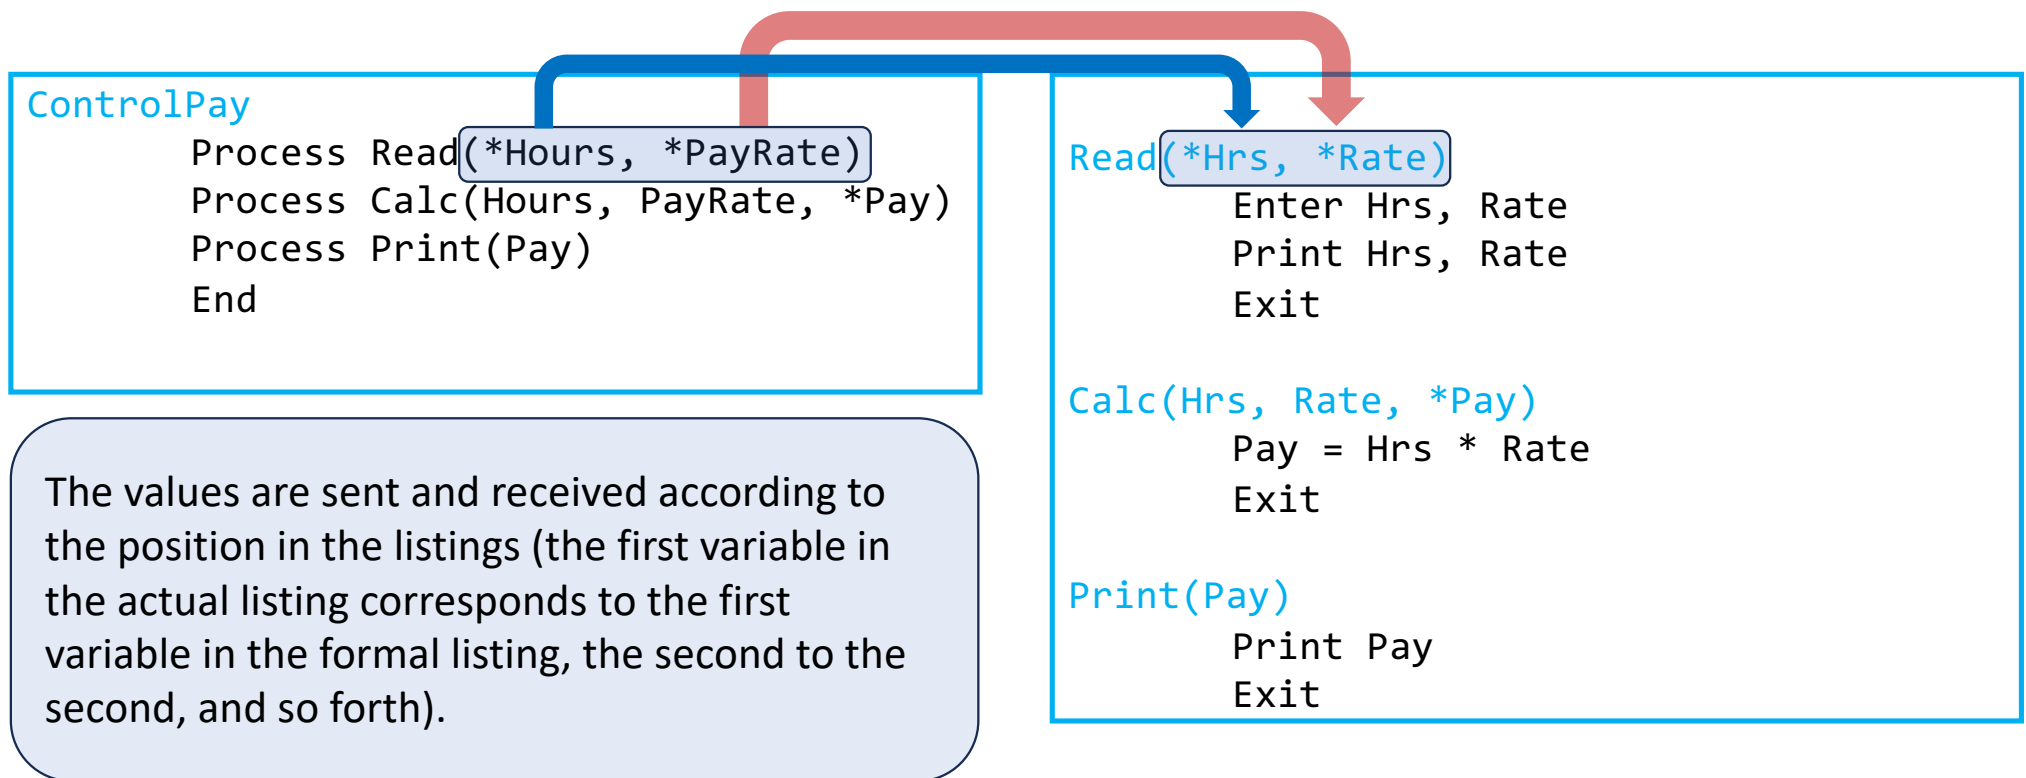 ControlPay
Process Read(*Hours, *PayRate)
Process Calc(Hours, PayRate, *Pay)
Process Print(Pay)
End
The values are sent and received according to
the position in the listings (the first variable in
the actual listing corresponds to the first
variable in the formal listing, the second to the
second, and so forth).
Read(*Hrs, *Rate)
Enter Hrs, Rate
Print Hrs, Rate
Exit
Calc(Hrs, Rate, *Pay)
Pay = Hrs * Rate
Exit
Print(Pay)
Print Pay
Exit